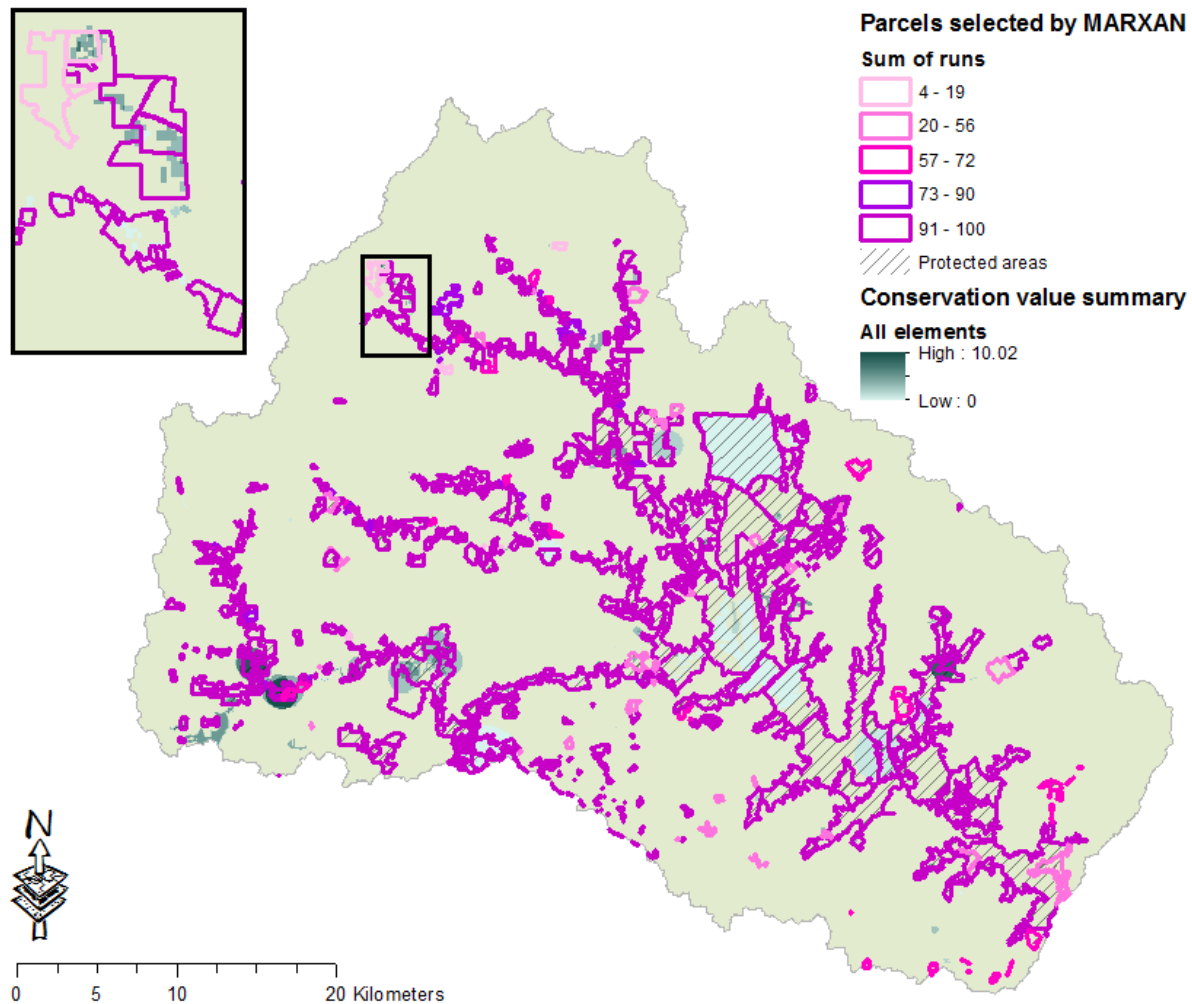 Parcels selected by MARXAN
Sum of runs
4 - 19
20 - 56
57 - 72
73 - 90
91 - 100
Protected areas
Conservation value summary
All elements
High : 10.02
Low : 0
N
0 5 10 20 Kilometers